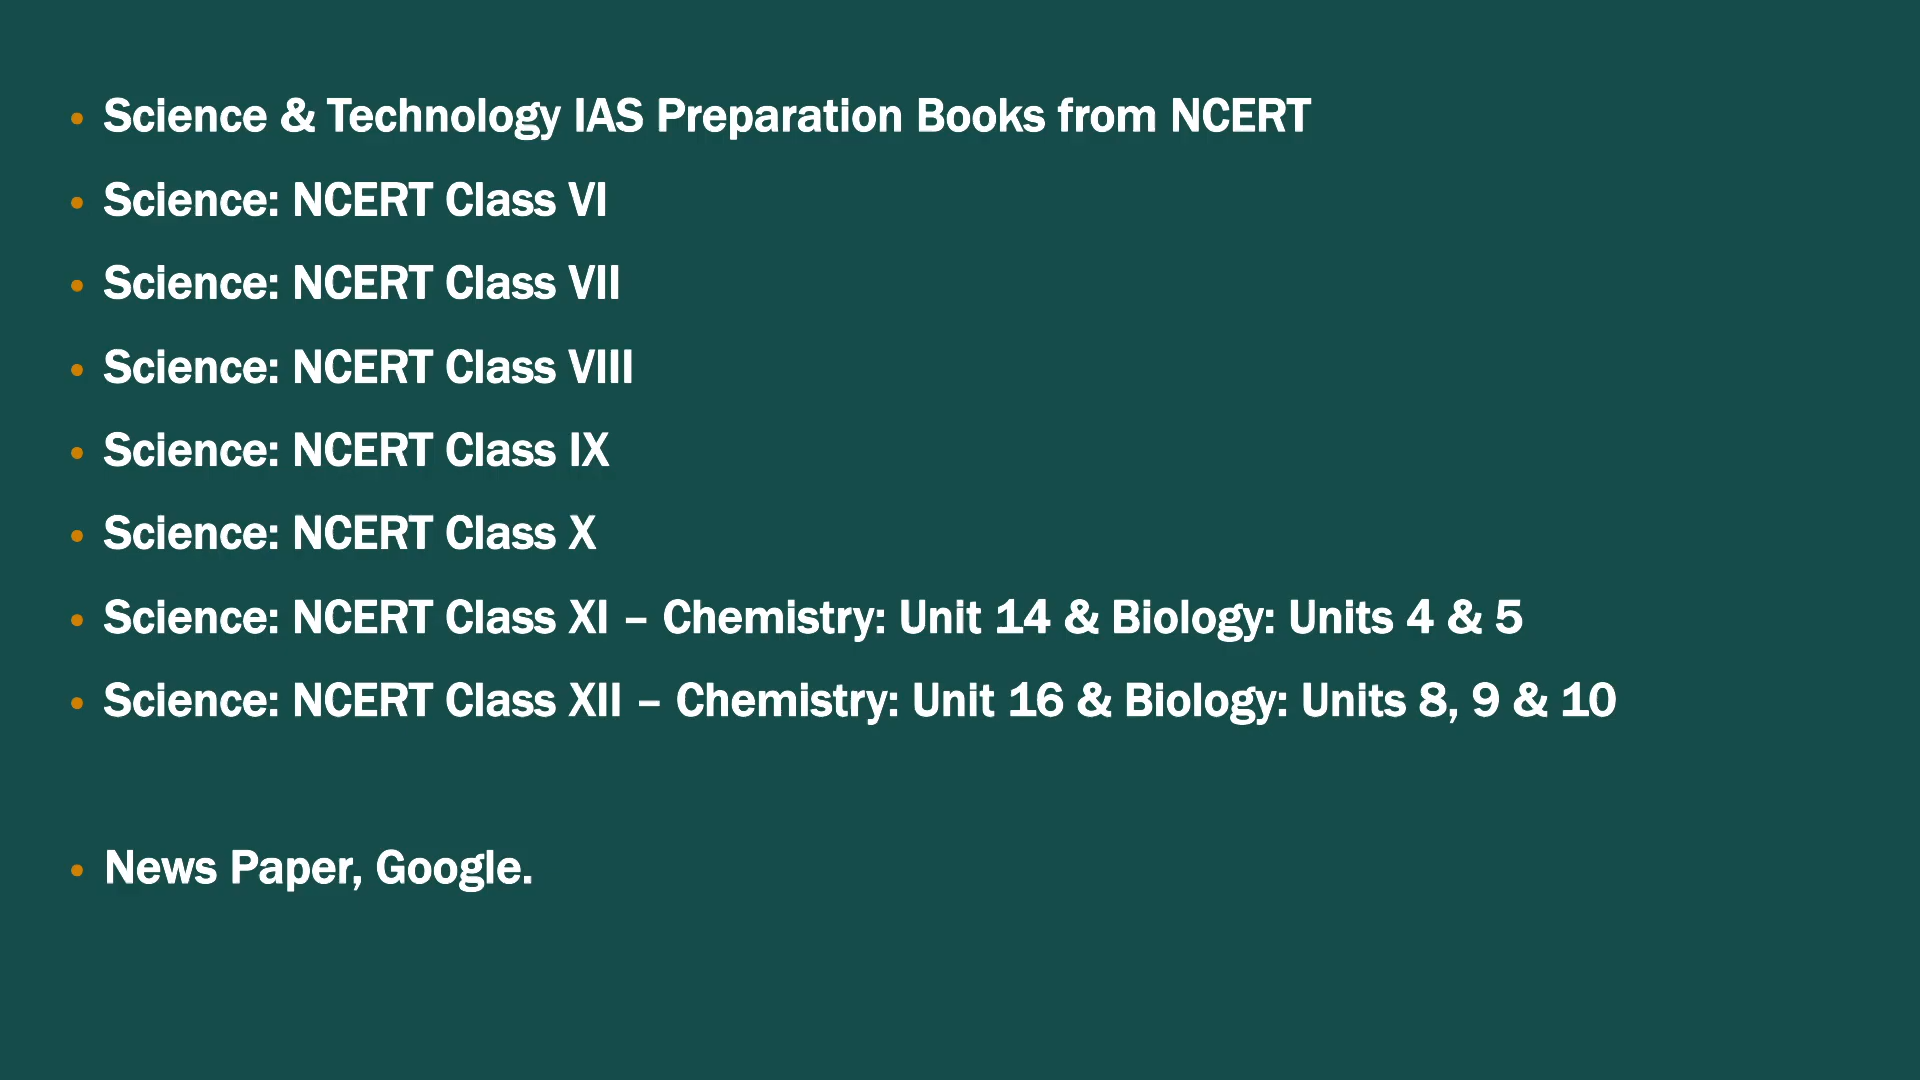 • Science & Technology IAS Preparation Books from NCERT
• Science: NCERT Class VI
• Science: NCERT Class VII
• Science: NCERT Class VIII
• Science: NCERT Class IX
• Science: NCERT Class X
• Science: NCERT Class XI – Chemistry: Unit 14 & Biology: Units 4 & 5
• Science: NCERT Class XII – Chemistry: Unit 16 & Biology: Units 8, 9 & 10
• News Paper, Google.